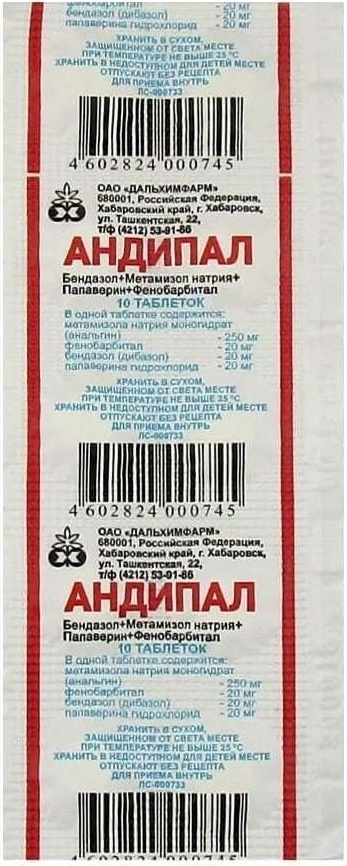 фенобарбитал - 20 мг
бендазол (дибазол) - 20 мг
папаверина гидрохлорид - 20 мг
ХРАНИТЬ В СУХОМ,
ЗАЩИЩЕННОМ ОТ СВЕТА МЕСТЕ
ПРИ ТЕМПЕРАТУРЕ НЕ ВЫШЕ 25 °С
ХРАНИТЬ В НЕДОСТУПНОМ ДЛЯ ДЕТЕЙ МЕСТЕ
ОТПУСКАЮТ БЕЗ РЕЦЕПТА
ДЛЯ ПРИЕМА ВНУТРЬ
ЛС-000733
4 602824 000745
ОАО «ДАЛЬХИМФАРМ»
680001, Российская Федерация,
Хабаровский край, г. Хабаровск,
ул. Ташкентская, 22,
т/ф (4212) 53-91-86
АНДИПАЛ
Бендазол+Метамизол натрия+
Папаверин+Фенобарбитал
10 ТАБЛЕТОК
В одной таблетке содержится:
метамизола натрия моногидрат
(анальгин) - 250 мг
фенобарбитал - 20 мг
бендазол (дибазол) - 20 мг
папаверина гидрохлорид - 20 мг
ХРАНИТЬ В СУХОМ,
ЗАЩИЩЕННОМ ОТ СВЕТА МЕСТЕ
ПРИ ТЕМПЕРАТУРЕ НЕ ВЫШЕ 25 °С
ХРАНИТЬ В НЕДОСТУПНОМ ДЛЯ ДЕТЕЙ МЕСТЕ
ОТПУСКАЮТ БЕЗ РЕЦЕПТА
ДЛЯ ПРИЕМА ВНУТРЬ
ЛС-000733
4 602824 000745
ОАО «ДАЛЬХИМФАРМ»
680001, Российская Федерация,
Хабаровский край, г. Хабаровск,
ул. Ташкентская, 22,
т/ф (4212) 53-91-86
АНДИПАЛ
Бендазол+Метамизол натрия+
Папаверин+Фенобарбитал
10 ТАБЛЕТОК
В одной таблетке содержится:
метамизола натрия моногидрат
(анальгин) - 250 мг
фенобарбитал - 20 мг
бендазол (дибазол) - 20 мг
папаверина гидрохлорид - 20 мг
ХРАНИТЬ В СУХОМ,
ЗАЩИЩЕННОМ ОТ СВЕТА МЕСТЕ
ПРИ ТЕМПЕРАТУРЕ НЕ ВЫШЕ 25 °С
ХРАНИТЬ В НЕДОСТУПНОМ ДЛЯ ДЕТЕЙ МЕСТЕ
ОТПУСКАЮТ БЕЗ РЕЦЕПТА
ДЛЯ ПРИЕМА ВНУТРЬ
ЛС-000733